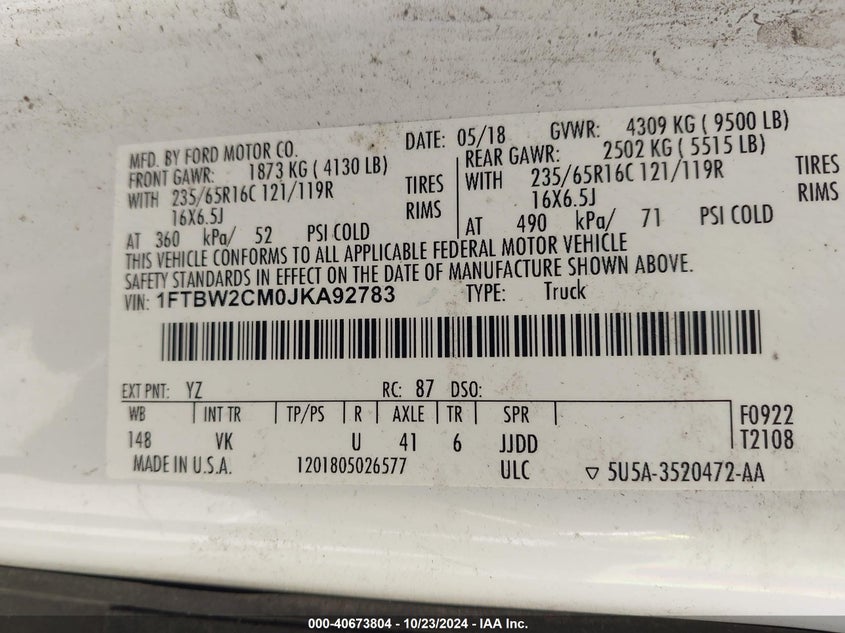 MFD. BY FORD MOTOR CO. DATE: 05/18 GVWR: 4309 KG ( 9500 LB)
FRONT GAWR: 1873 KG ( 4130 LB) REAR GAWR: 2502 KG ( 5515 LB)
WITH 235/65R16C 121/119R TIRES WITH 235/65R16C 121/119R TIRES
16X6.5J RIMS 16X6.5J RIMS
AT 360 kPa/ 52 PSI COLD AT 490 kPa/ 71 PSI COLD
THIS VEHICLE CONFORMS TO ALL APPLICABLE FEDERAL MOTOR VEHICLE
SAFETY STANDARDS IN EFFECT ON THE DATE OF MANUFACTURE SHOWN ABOVE.
VIN: 1FTBW2CM0JKA92783 TYPE: Truck
EXT PNT: YZ RC: 87 DSO:
WB INT TR TP/PS R AXLE TR SPR F0922
148 VK U 41 6 JJDD T2108
MADE IN U.S.A. 1201805026577 ULC ▽ 5U5A-3520472-AA
000-40673804 - 10/23/2024 - IAA Inc.